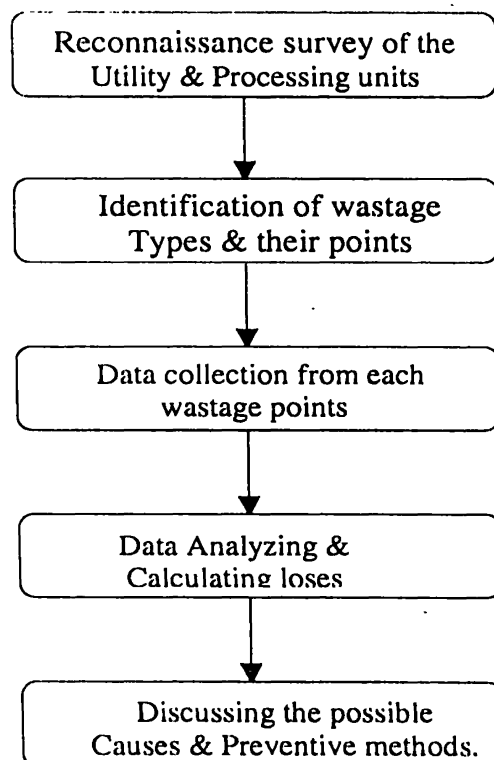 Reconnaissance survey of the
Utility & Processing units
Identification of wastage
Types & their points
Data collection from each
wastage points
Data Analyzing &
Calculating loses
Discussing the possible
Causes & Preventive methods.